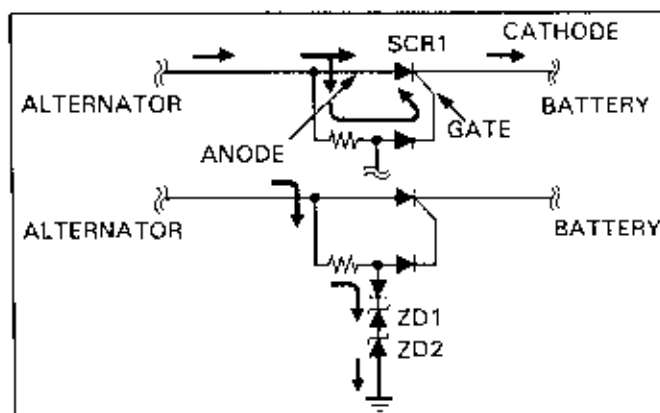 CATHODE
SCR1
ALTERNATOR
BATTERY
GATE
ANODE
ALTERNATOR
BATTERY
ZD1
ZD2